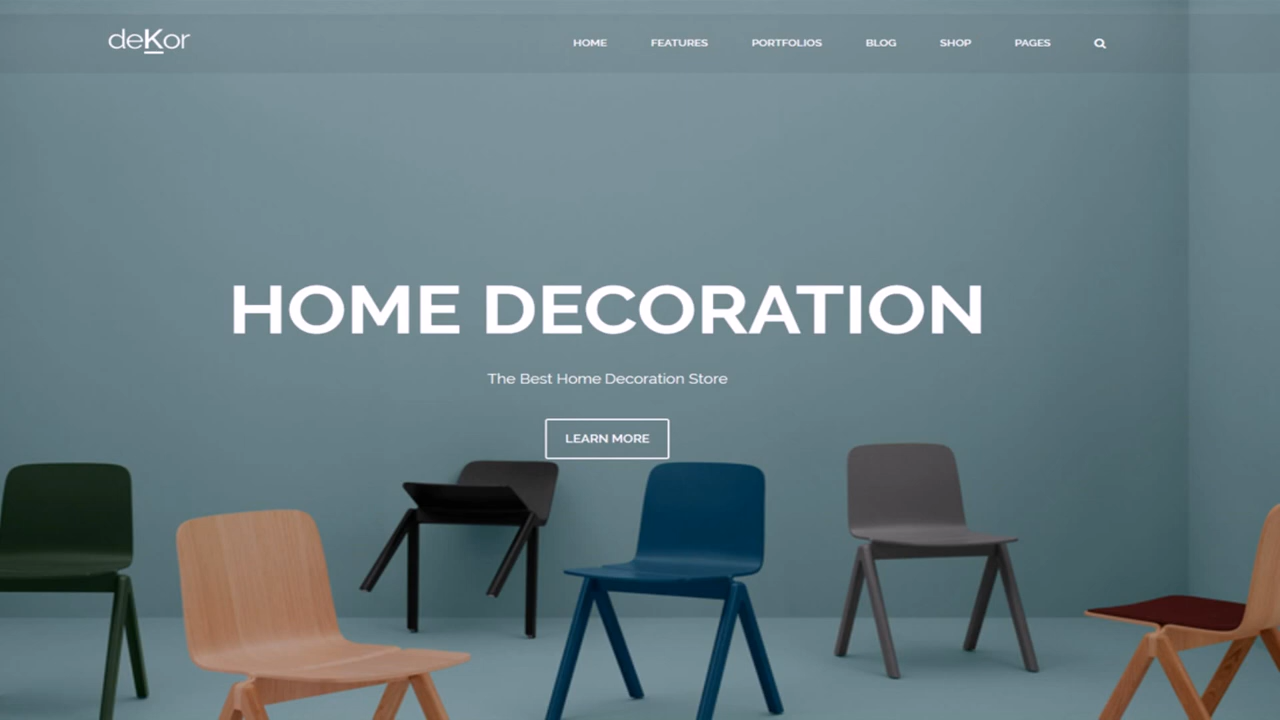 deKor
HOME FEATURES PORTFOLIOS BLOG SHOP PAGES
HOME DECORATION
The Best Home Decoration Store
LEARN MORE